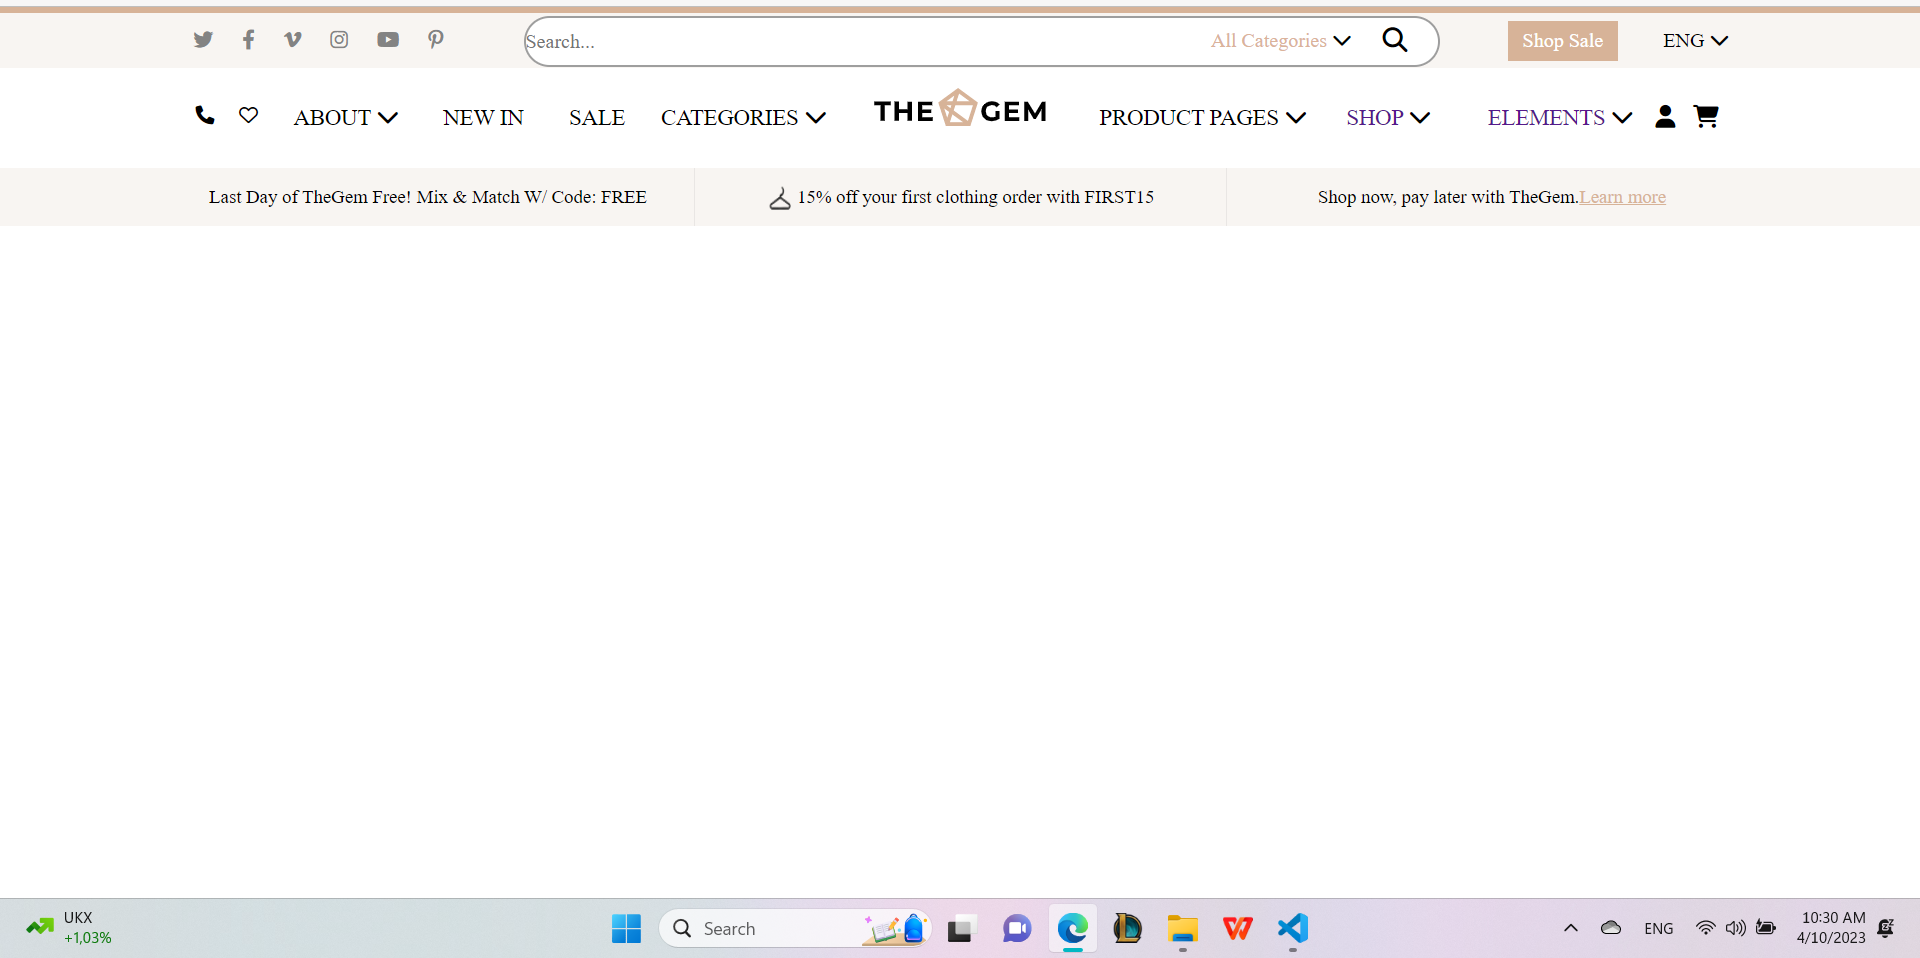 Search... All Categories Shop Sale ENG
ABOUT NEW IN SALE CATEGORIES THE GEM PRODUCT PAGES SHOP ELEMENTS
Last Day of TheGem Free! Mix & Match W/ Code: FREE 15% off your first clothing order with FIRST15 Shop now, pay later with TheGem.Learn more
UKX
+1,03%
Search
ENG
10:30 AM
4/10/2023